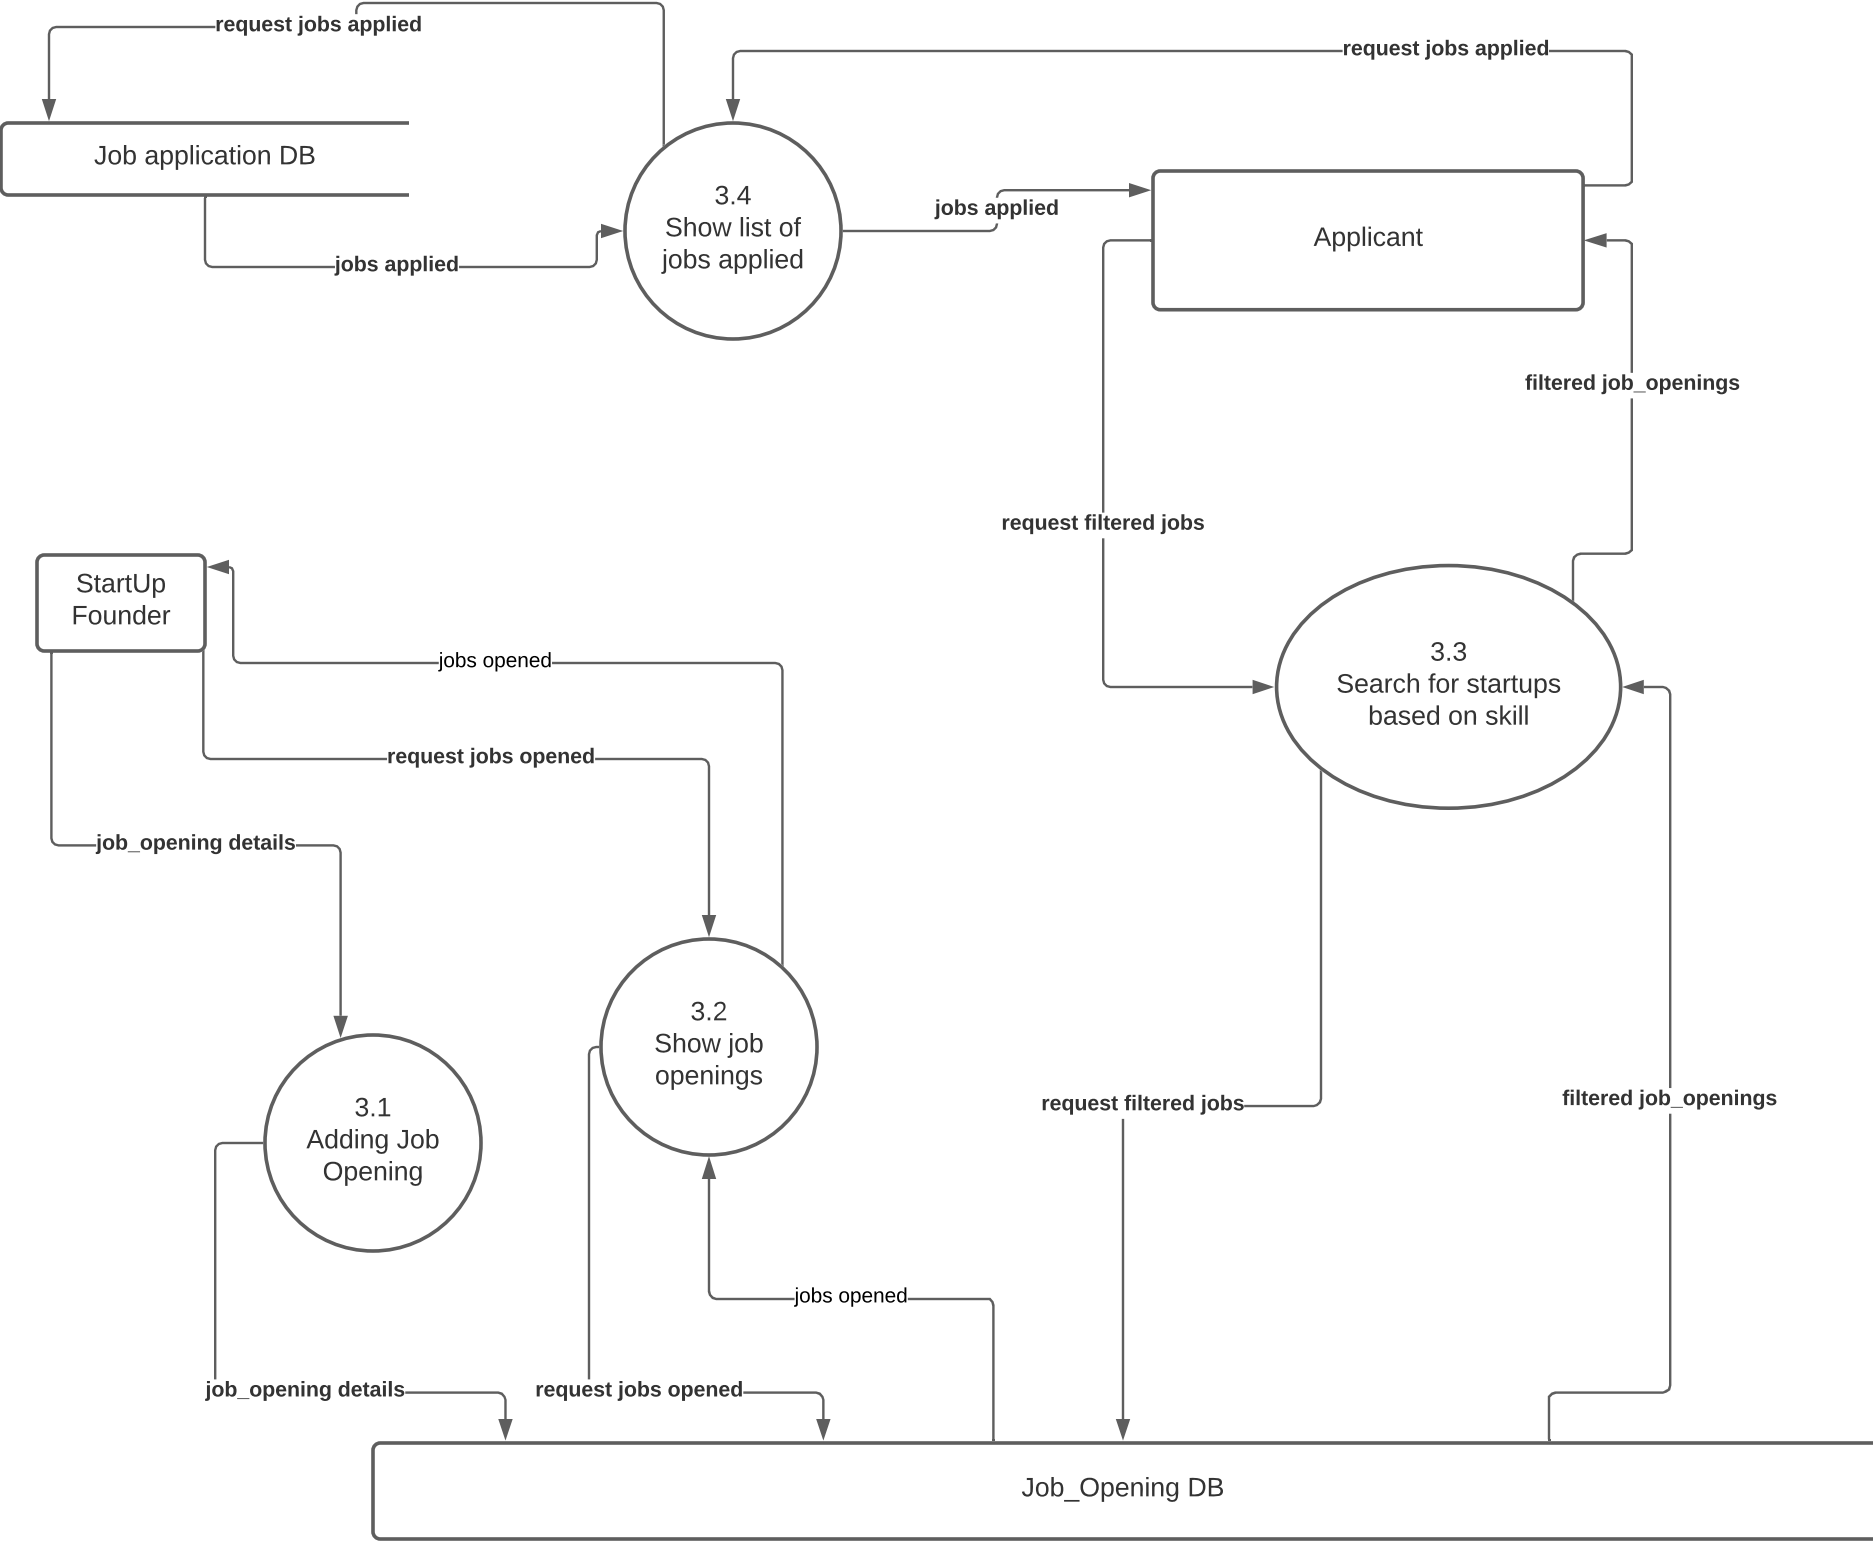 request jobs applied
request jobs applied
Job application DB
3.4
Show list of
jobs applied
jobs applied
Applicant
jobs applied
filtered job_openings
request filtered jobs
StartUp
Founder
jobs opened
3.3
Search for startups
based on skill
request jobs opened
job_opening details
3.2
Show job
openings
3.1
Adding Job
Opening
request filtered jobs
filtered job_openings
jobs opened
job_opening details
request jobs opened
Job_Opening DB